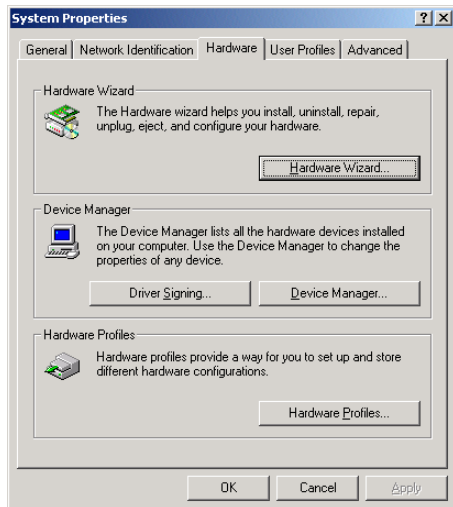 System Properties
General Network Identification Hardware User Profiles Advanced
Hardware Wizard
The Hardware wizard helps you install, uninstall, repair,
unplug, eject, and configure your hardware.
Hardware Wizard...
Device Manager
The Device Manager lists all the hardware devices installed
on your computer. Use the Device Manager to change the
properties of any device.
Driver Signing... Device Manager...
Hardware Profiles
Hardware profiles provide a way for you to set up and store
different hardware configurations.
Hardware Profiles...
OK Cancel Apply